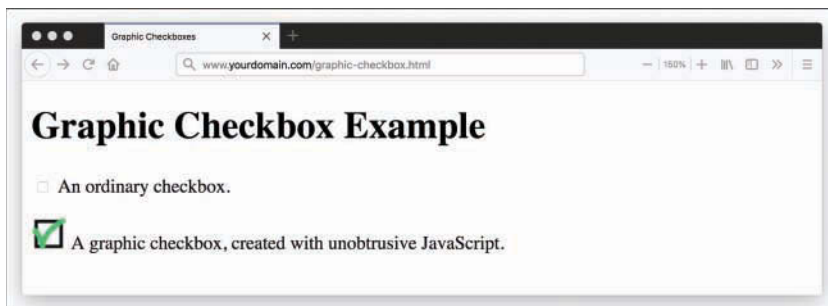 Graphic Checkboxes
www.yourdomain.com/graphic-checkbox.html
150%
Graphic Checkbox Example
An ordinary checkbox.
A graphic checkbox, created with unobtrusive JavaScript.